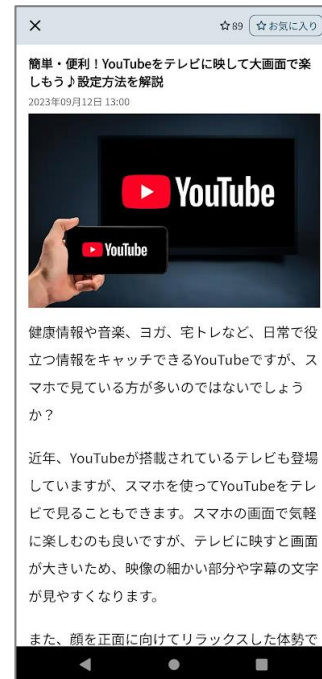 ×
☆89 ☆お気に入り
簡単・便利！YouTubeをテレビに映して大画面で楽
しもう♪設定方法を解説
2023年09月12日 13:00
YouTube
YouTube
健康情報や音楽、ヨガ、宅トレなど、日常で役
立つ情報をキャッチできるYouTubeですが、ス
マホで見ている方が多いのではないでしょう
か？
近年、YouTubeが搭載されているテレビも登場
していますが、スマホを使ってYouTubeをテレ
ビで見ることもできます。スマホの画面で気軽
に楽しむのも良いですが、テレビに映すと画面
が大きいため、映像の細かい部分や字幕の文字
が見やすくなります。
また、顔を正面に向けてリラックスした体勢で